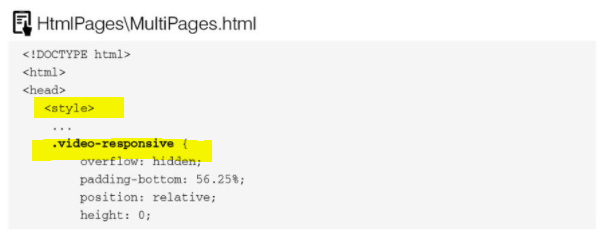 HtmlPages\MultiPages.html
<!DOCTYPE html>
<html>
<head>
<style>
...
.video-responsive {
overflow: hidden;
padding-bottom: 56.25%;
position: relative;
height: 0;